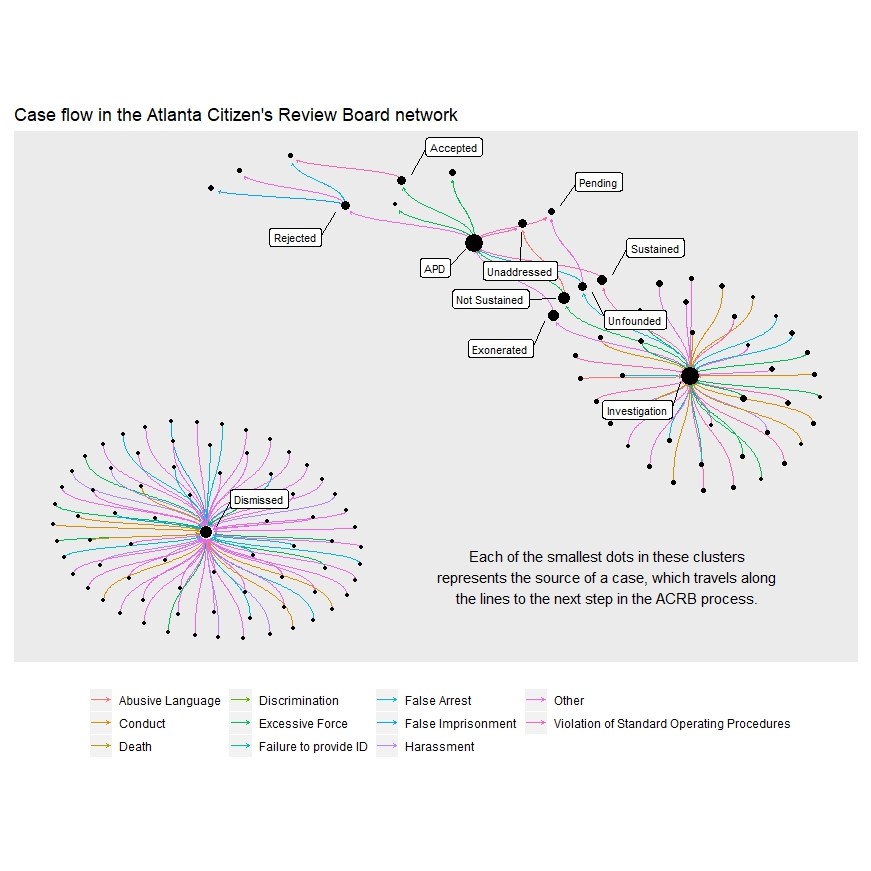 Case flow in the Atlanta Citizen's Review Board network
Accepted
Pending
Rejected
Sustained
APD
Unaddressed
Not Sustained
Unfounded
Exonerated
Investigation
Dismissed
Each of the smallest dots in these clusters
represents the source of a case, which travels along
the lines to the next step in the ACRB process.
Abusive Language
Discrimination
False Arrest
Other
Conduct
Excessive Force
False Imprisonment
Violation of Standard Operating Procedures
Death
Failure to provide ID
Harassment